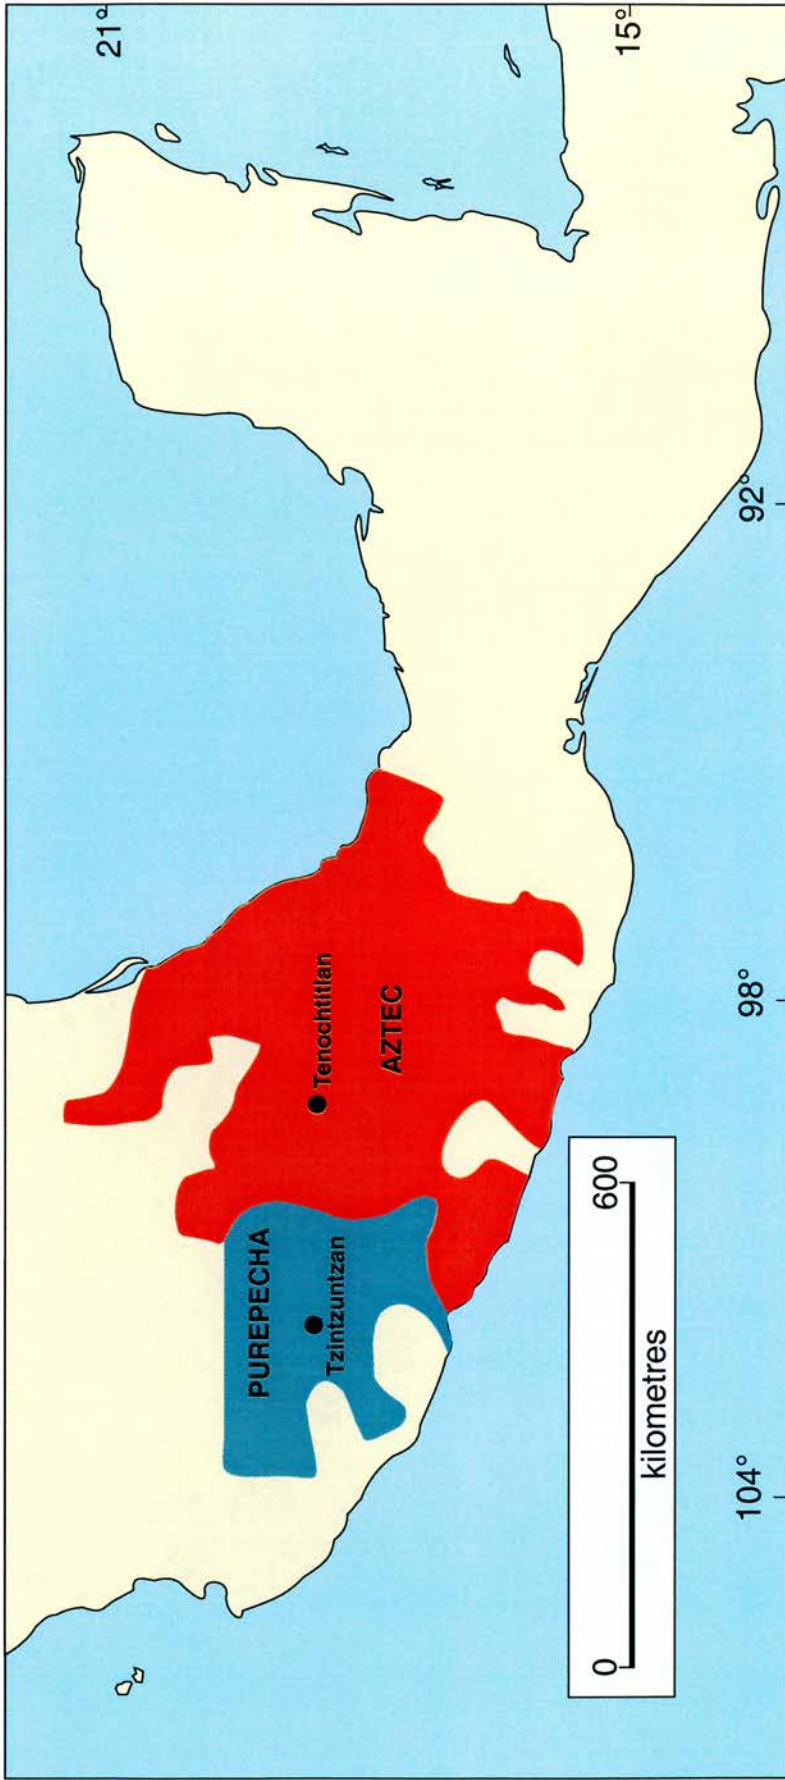 21°
15°
PUREPECHA
Tzintzuntzan
Tenochtitlan
AZTEC
0
600
kilometres
104°
98°
92°